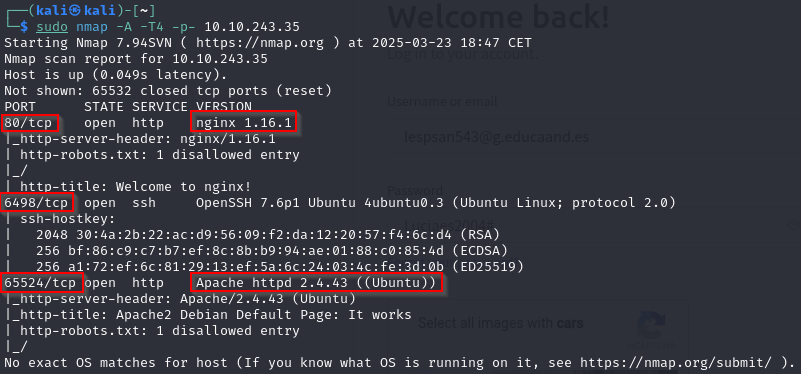 ┌──(kali㉿kali)-[~]
└─$ sudo nmap -A -T4 -p- 10.10.243.35
Starting Nmap 7.94SVN ( https://nmap.org ) at 2025-03-23 18:47 CET
Nmap scan report for 10.10.243.35
Host is up (0.049s latency).
Not shown: 65532 closed tcp ports (reset)
PORT      STATE SERVICE VERSION
80/tcp    open  http    nginx 1.16.1
|_http-server-header: nginx/1.16.1
| http-robots.txt: 1 disallowed entry
|_/
|_http-title: Welcome to nginx!
6498/tcp  open  ssh     OpenSSH 7.6p1 Ubuntu 4ubuntu0.3 (Ubuntu Linux; protocol 2.0)
| ssh-hostkey:
|   2048 30:4a:2b:22:ac:d9:56:09:f2:da:12:20:57:f4:6c:d4 (RSA)
|   256 bf:86:c9:c7:b7:ef:8c:8b:b9:94:ae:01:88:c0:85:4d (ECDSA)
|   256 a1:72:ef:6c:81:29:13:ef:5a:6c:24:03:4c:fe:3d:0b (ED25519)
65524/tcp open  http    Apache httpd 2.4.43 ((Ubuntu))
|_http-server-header: Apache/2.4.43 (Ubuntu)
|_http-title: Apache2 Debian Default Page: It works
| http-robots.txt: 1 disallowed entry
|_/
No exact OS matches for host (If you know what OS is running on it, see https://nmap.org/submit/ ).
Welcome back!
Log in to your account.
Username or email
lespsan543@g.educaand.es
Password
Select all images with cars